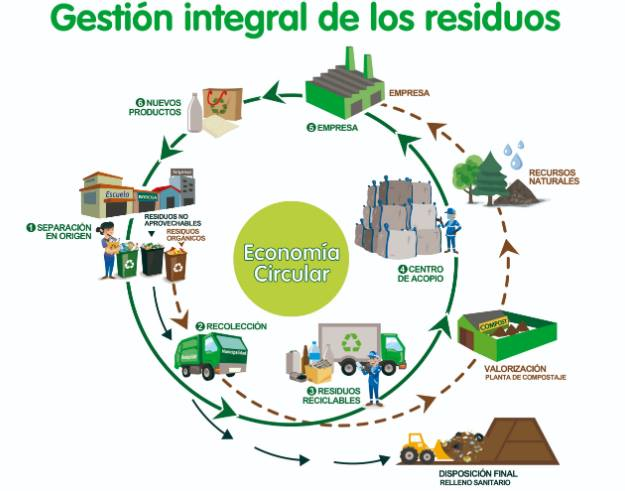 Gestión integral de los residuos
EMPRESA
6 NUEVOS
PRODUCTOS
5 EMPRESA
RECURSOS
NATURALES
Escuela
RESIDUOS NO
APROVECHABLES
RESIDUOS
ORGÁNICOS
1 SEPARACIÓN
EN ORIGEN
Economía
Circular
4 CENTRO
DE ACOPIO
2 RECOLECCIÓN
Municipalidad
COMPOST
3 RESIDUOS
RECICLABLES
VALORIZACIÓN
PLANTA DE COMPOSTAJE
DISPOSICIÓN FINAL
RELLENO SANITARIO